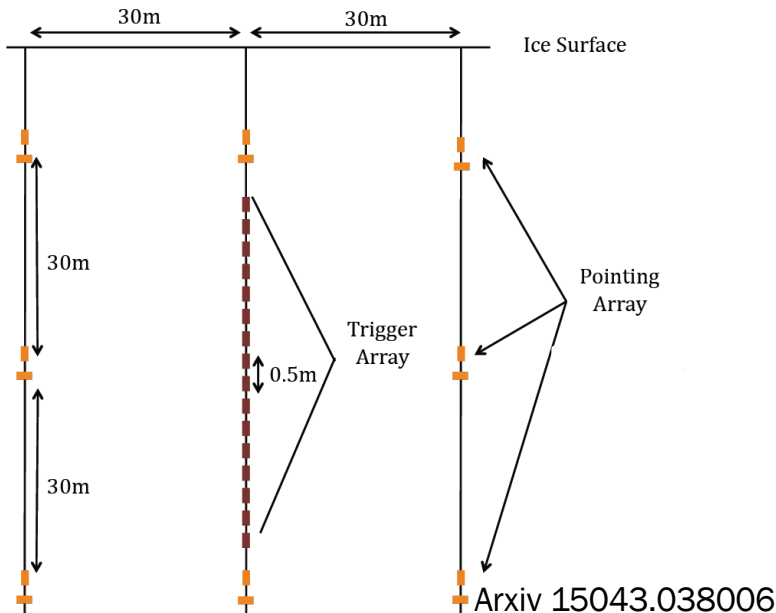 30m
30m
Ice Surface
30m
Pointing
Array
Trigger
Array
0.5m
30m
Arxiv 15043.038006